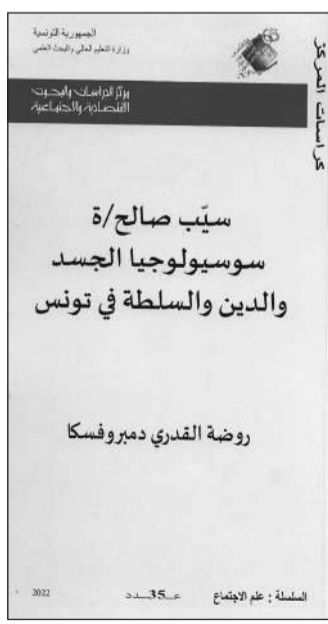 الجمهورية التونسية
وزارة التعليم العالي والبحث العلمي
مركز الدراسات والبحوث
الاقتصادية والاجتماعية
كراسات المركز
سيّب صالح/ة
سوسيولوجيا الجسد
والدين والسلطة في تونس
روضة القدري دمبروفسكا
السلسلة : علم الاجتماع
عــ35ــدد
2022